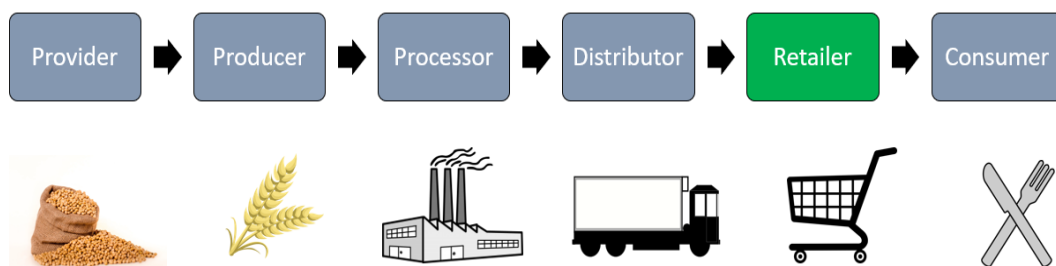 Provider
Producer
Processor
Distributor
Retailer
Consumer